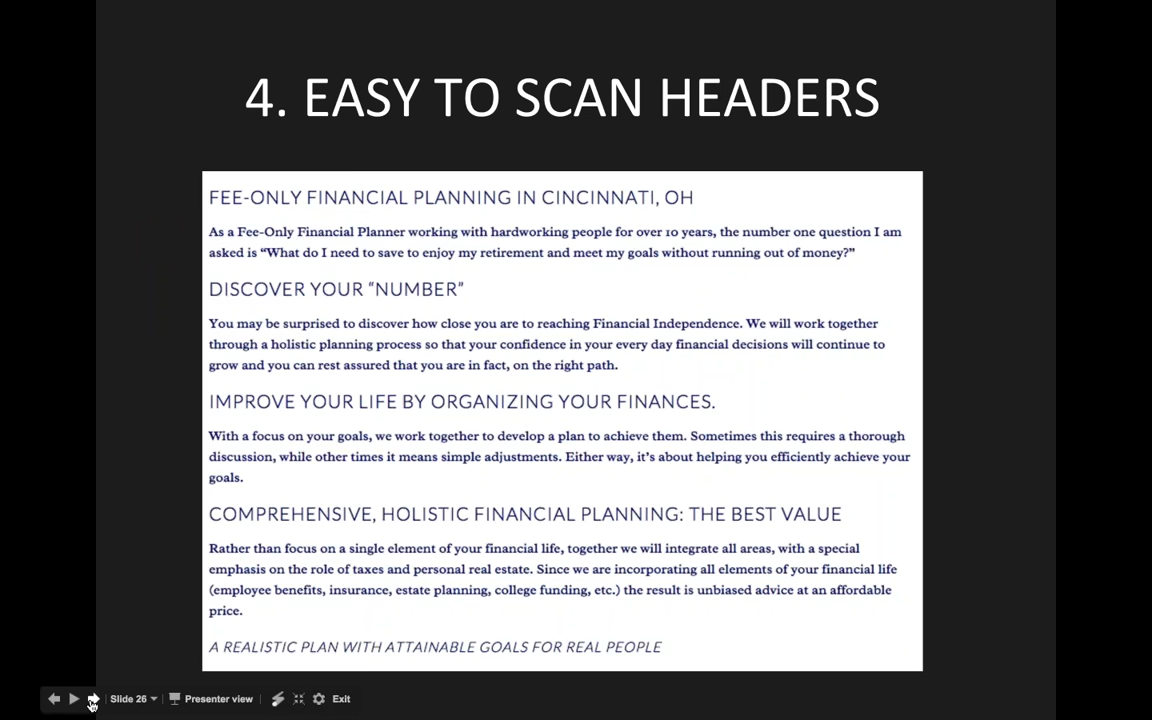 4. EASY TO SCAN HEADERS
FEE-ONLY FINANCIAL PLANNING IN CINCINNATI, OH
As a Fee-Only Financial Planner working with hardworking people for over 10 years, the number one question I am
asked is “What do I need to save to enjoy my retirement and meet my goals without running out of money?”
DISCOVER YOUR “NUMBER”
You may be surprised to discover how close you are to reaching Financial Independence. We will work together
through a holistic planning process so that your confidence in your every day financial decisions will continue to
grow and you can rest assured that you are in fact, on the right path.
IMPROVE YOUR LIFE BY ORGANIZING YOUR FINANCES.
With a focus on your goals, we work together to develop a plan to achieve them. Sometimes this requires a thorough
discussion, while other times it means simple adjustments. Either way, it’s about helping you efficiently achieve your
goals.
COMPREHENSIVE, HOLISTIC FINANCIAL PLANNING: THE BEST VALUE
Rather than focus on a single element of your financial life, together we will integrate all areas, with a special
emphasis on the role of taxes and personal real estate. Since we are incorporating all elements of your financial life
(employee benefits, insurance, estate planning, college funding, etc.) the result is unbiased advice at an affordable
price.
A REALISTIC PLAN WITH ATTAINABLE GOALS FOR REAL PEOPLE
Slide 26 Presenter view Exit